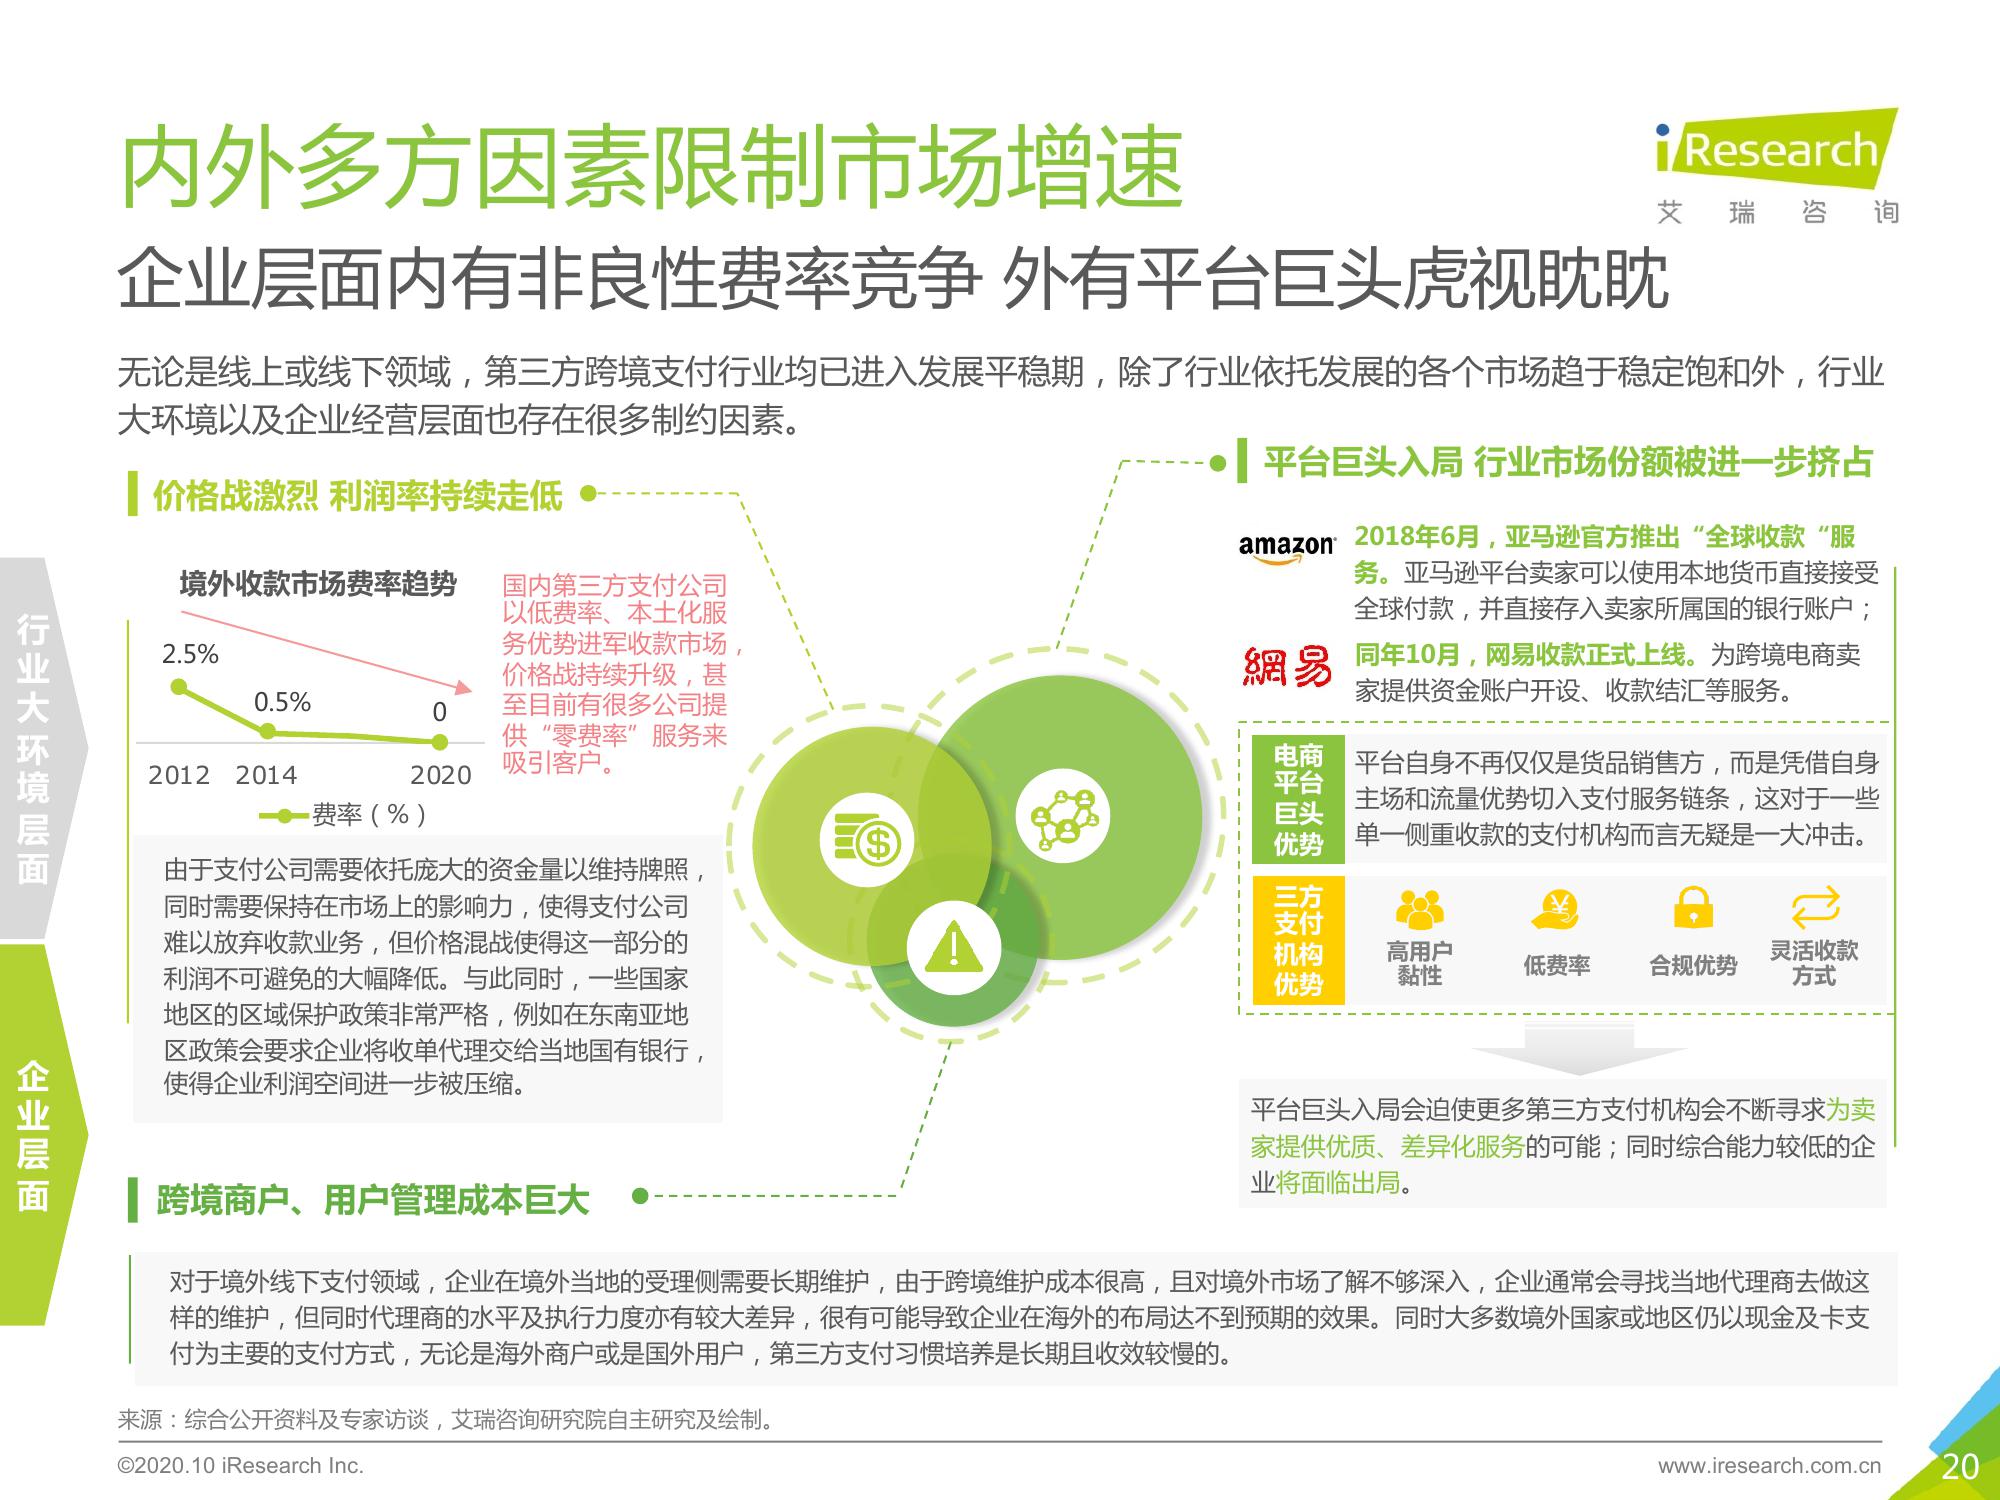 内外多方因素限制市场增速
iResearch
艾瑞咨询
企业层面内有非良性费率竞争 外有平台巨头虎视眈眈
无论是线上或线下领域，第三方跨境支付行业均已进入发展平稳期，除了行业依托发展的各个市场趋于稳定饱和外，行业
大环境以及企业经营层面也存在很多制约因素。
行业大环境层面
企业层面
价格战激烈 利润率持续走低
境外收款市场费率趋势
2.5%
0.5%
0
2012
2014
2020
费率（%）
国内第三方支付公司
以低费率、本土化服
务优势进军收款市场，
价格战持续升级，甚
至目前有很多公司提
供“零费率”服务来
吸引客户。
由于支付公司需要依托庞大的资金量以维持牌照，
同时需要保持在市场上的影响力，使得支付公司
难以放弃收款业务，但价格混战使得这一部分的
利润不可避免的大幅降低。与此同时，一些国家
地区的区域保护政策非常严格，例如在东南亚地
区政策会要求企业将收单代理交给当地国有银行，
使得企业利润空间进一步被压缩。
$
平台巨头入局 行业市场份额被进一步挤占
amazon
2018年6月，亚马逊官方推出“全球收款“服
务。亚马逊平台卖家可以使用本地货币直接接受
全球付款，并直接存入卖家所属国的银行账户；
網易
同年10月，网易收款正式上线。为跨境电商卖
家提供资金账户开设、收款结汇等服务。
电商
平台
巨头
优势
平台自身不再仅仅是货品销售方，而是凭借自身
主场和流量优势切入支付服务链条，这对于一些
单一侧重收款的支付机构而言无疑是一大冲击。
三方
支付
机构
优势
高用户
黏性
¥
低费率
合规优势
灵活收款
方式
平台巨头入局会迫使更多第三方支付机构会不断寻求为卖
家提供优质、差异化服务的可能；同时综合能力较低的企
业将面临出局。
跨境商户、用户管理成本巨大
对于境外线下支付领域，企业在境外当地的受理侧需要长期维护，由于跨境维护成本很高，且对境外市场了解不够深入，企业通常会寻找当地代理商去做这
样的维护，但同时代理商的水平及执行力度亦有较大差异，很有可能导致企业在海外的布局达不到预期的效果。同时大多数境外国家或地区仍以现金及卡支
付为主要的支付方式，无论是海外商户或是国外用户，第三方支付习惯培养是长期且收效较慢的。
来源：综合公开资料及专家访谈，艾瑞咨询研究院自主研究及绘制。
©2020.10 iResearch Inc.
www.iresearch.com.cn
20